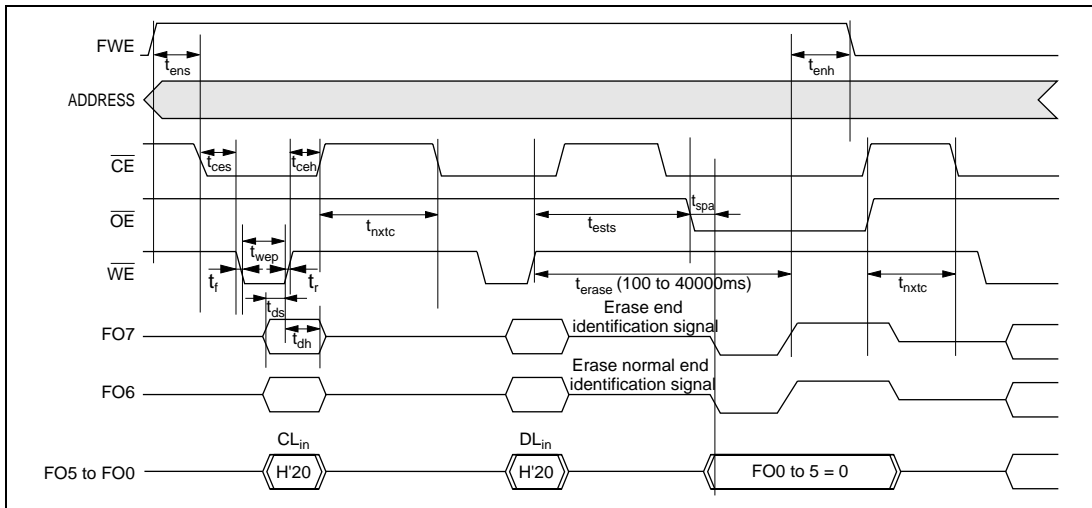 FWE
t_ens
t_enh
ADDRESS
CE
t_ces
t_ceh
OE
t_nxtc
t_ests
t_spa
WE
t_f
t_wep
t_r
t_erase (100 to 40000ms)
t_nxtc
t_ds
t_dh
FO7
Erase end
identification signal
FO6
Erase normal end
identification signal
CL_in
DL_in
FO5 to FO0
H'20
H'20
FO0 to 5 = 0